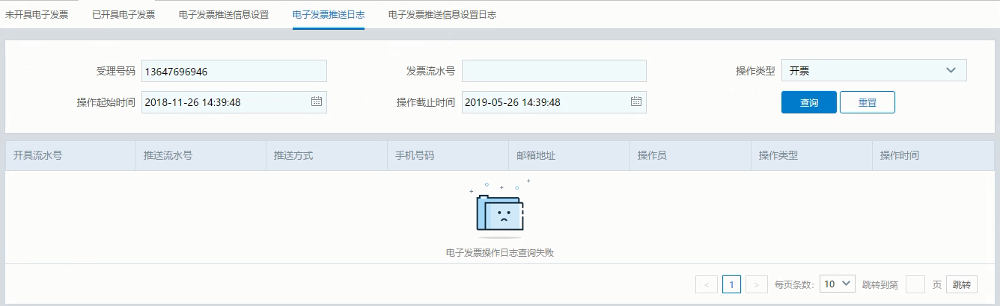 未开具电子发票 已开具电子发票 电子发票推送信息设置 电子发票推送日志 电子发票推送信息设置日志
受理号码 13647696946 发票流水号 操作类型 开票
操作起始时间 2018-11-26 14:39:48 操作截止时间 2019-05-26 14:39:48 查询 重置
开具流水号 推送流水号 推送方式 手机号码 邮箱地址 操作员 操作类型 操作时间
电子发票操作日志查询失败
< 1 > 每页条数: 10 跳转到第 页 跳转